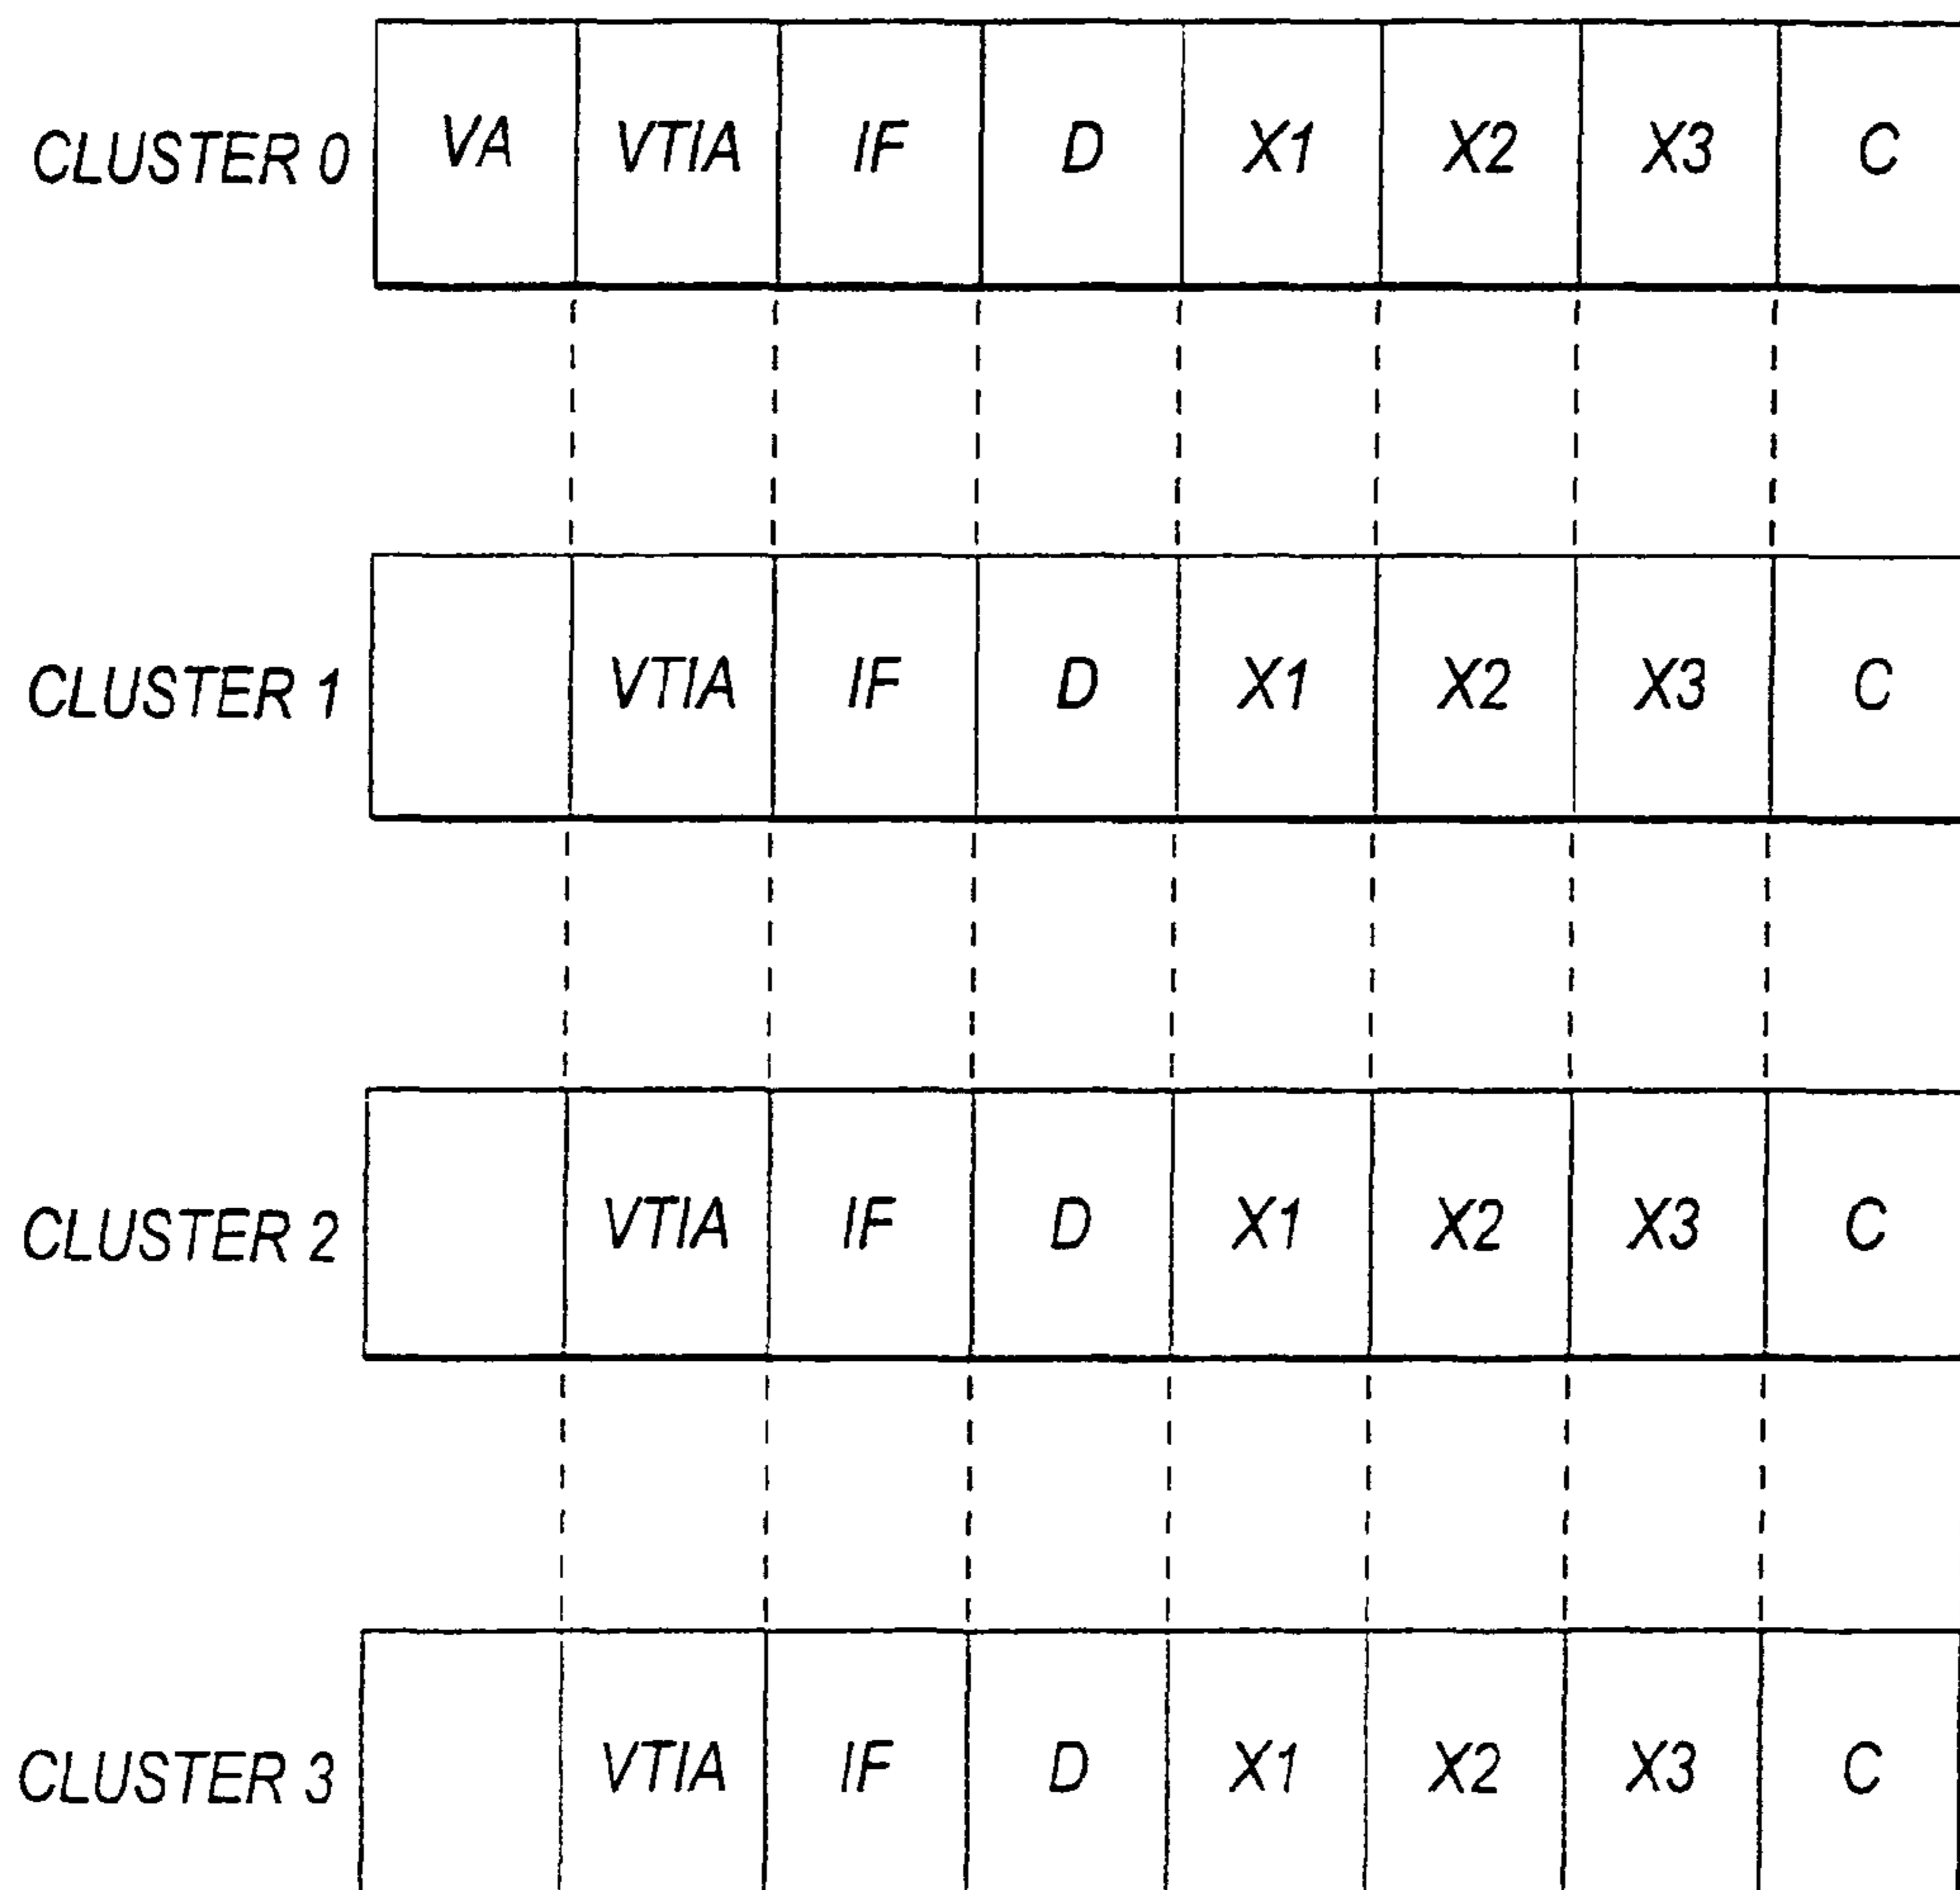 CLUSTER 0 VA VTIA IF D X1 X2 X3 C
CLUSTER 1 VTIA IF D X1 X2 X3 C
CLUSTER 2 VTIA IF D X1 X2 X3 C
CLUSTER 3 VTIA IF D X1 X2 X3 C